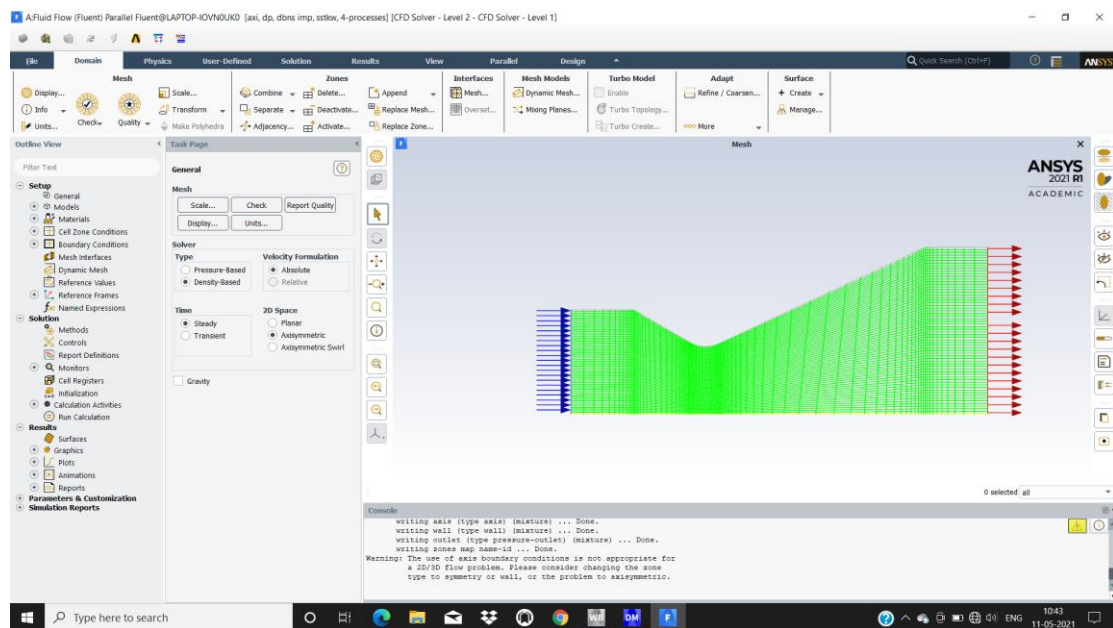 A:Fluid Flow (Fluent) Parallel Fluent@LAPTOP-IOVN0UK0 [axi, dp, dbns imp, sstkw, 4-processes] [CFD Solver - Level 2 - CFD Solver - Level 1]
File Domain Physics User-Defined Solution Results View Parallel Design Quick Search (Ctrl+F) ANSYS
Mesh Zones Interfaces Mesh Models Turbo Model Adapt Surface
Display... Scale... Combine Delete... Append Mesh... Dynamic Mesh... Enable Refine / Coarsen... Create
Info Transform Separate Deactivate... Replace Mesh... Overset... Mixing Planes... Turbo Topology... Manage...
Units... Check Quality Make Polyhedra Adjacency... Activate... Replace Zone... Turbo Create... More
Outline View
Filter Text
Setup
General
Models
Materials
Cell Zone Conditions
Boundary Conditions
Mesh Interfaces
Dynamic Mesh
Reference Values
Reference Frames
Named Expressions
Solution
Methods
Controls
Report Definitions
Monitors
Cell Registers
Initialization
Calculation Activities
Run Calculation
Results
Surfaces
Graphics
Plots
Animations
Reports
Parameters & Customization
Simulation Reports
Task Page
General
Mesh
Scale... Check Report Quality
Display... Units...
Solver
Type Velocity Formulation
Pressure-Based Absolute
Density-Based Relative
Time 2D Space
Steady Planar
Transient Axisymmetric
Axisymmetric Swirl
Gravity
Mesh
ANSYS
2021 R1
ACADEMIC
0 selected all
Console
writing axis (type axis) (mixture) ... Done.
writing wall (type wall) (mixture) ... Done.
writing outlet (type pressure-outlet) (mixture) ... Done.
writing zones map name-id ... Done.
Warning: The use of axis boundary conditions is not appropriate for
a 2D/3D flow problem. Please consider changing the zone
type to symmetry or wall, or the problem to axisymmetric.
Type here to search
WB DM F
ENG
10:43
11-05-2021